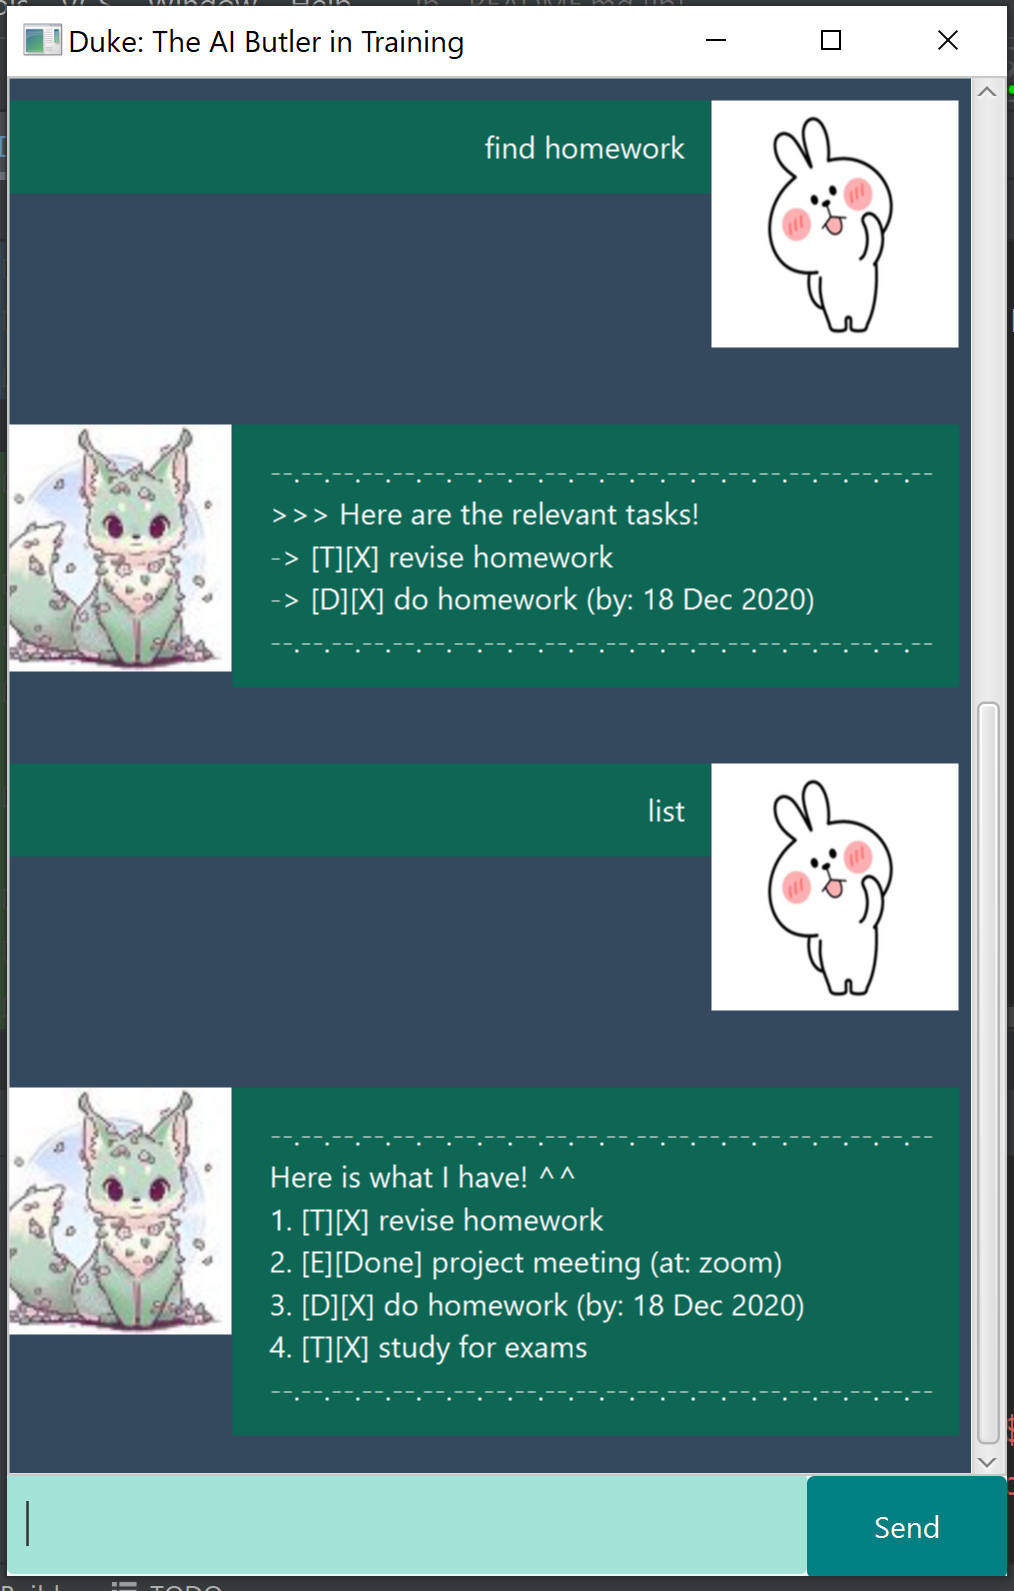 Duke: The AI Butler in Training
find homework
--.--.--.--.--.--.--.--.--.--.--.--.--.--.--.--.--.--.--.--.--.--
>>> Here are the relevant tasks!
-> [T][X] revise homework
-> [D][X] do homework (by: 18 Dec 2020)
--.--.--.--.--.--.--.--.--.--.--.--.--.--.--.--.--.--.--.--.--.--
list
--.--.--.--.--.--.--.--.--.--.--.--.--.--.--.--.--.--.--.--.--.--
Here is what I have! ^^
1. [T][X] revise homework
2. [E][Done] project meeting (at: zoom)
3. [D][X] do homework (by: 18 Dec 2020)
4. [T][X] study for exams
--.--.--.--.--.--.--.--.--.--.--.--.--.--.--.--.--.--.--.--.--.--
Send